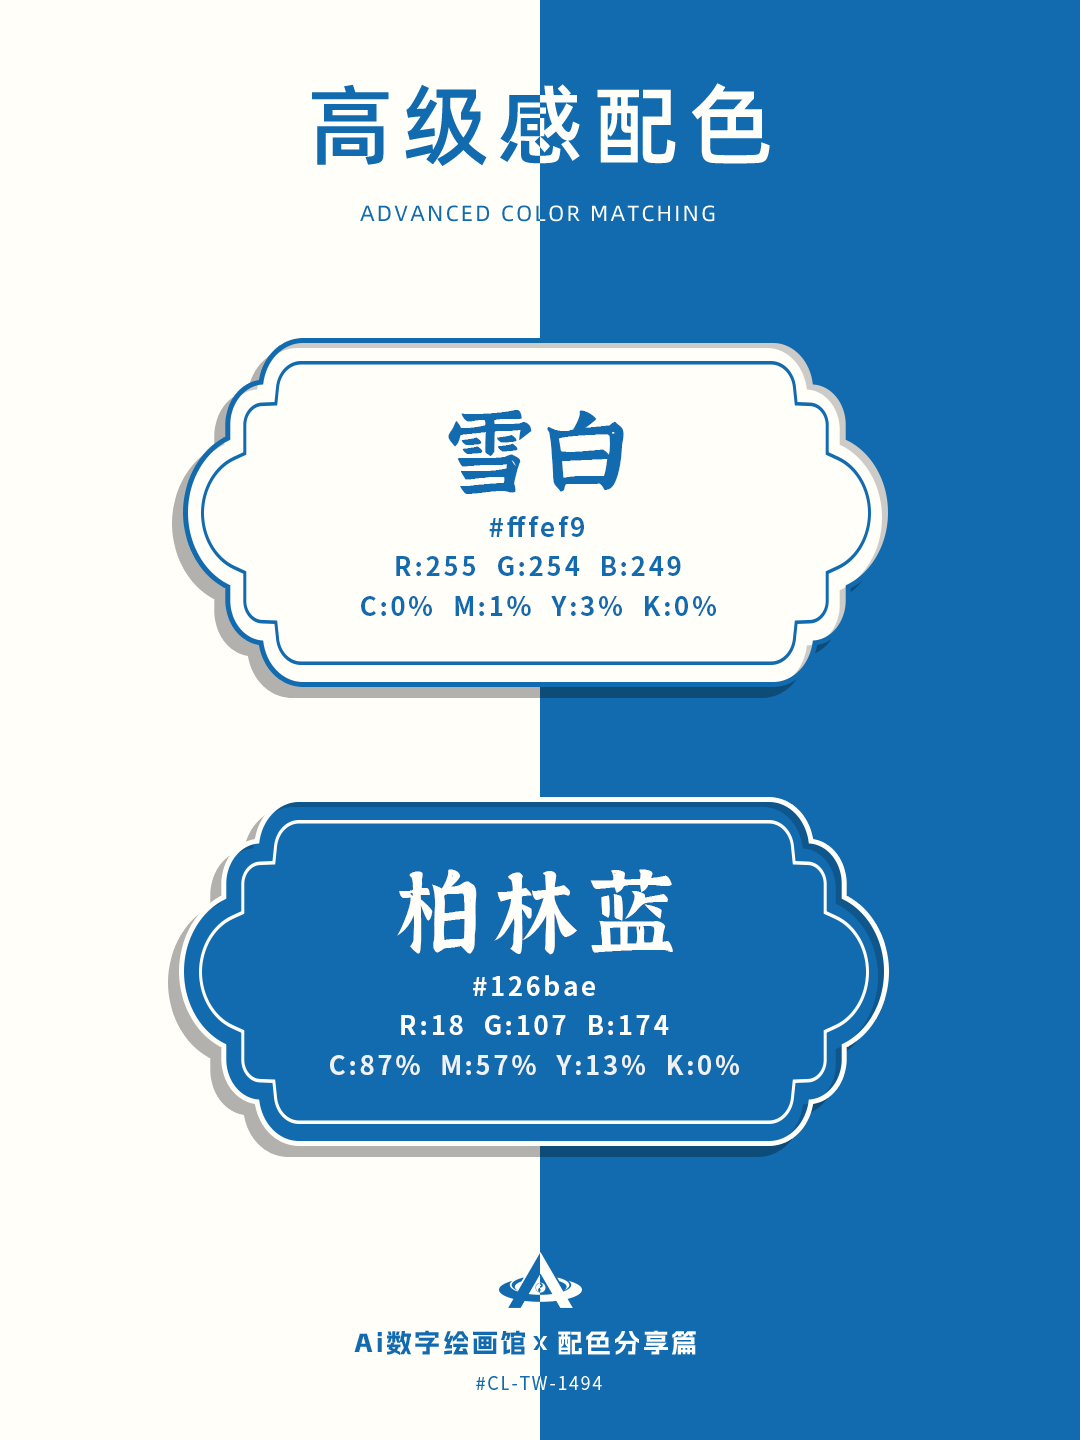 高级感配色
ADVANCED COLOR MATCHING
雪白
#fffef9
R:255 G:254 B:249
C:0% M:1% Y:3% K:0%
柏林蓝
#126bae
R:18 G:107 B:174
C:87% M:57% Y:13% K:0%
Ai数字绘画馆 x 配色分享篇
#CL-TW-1494